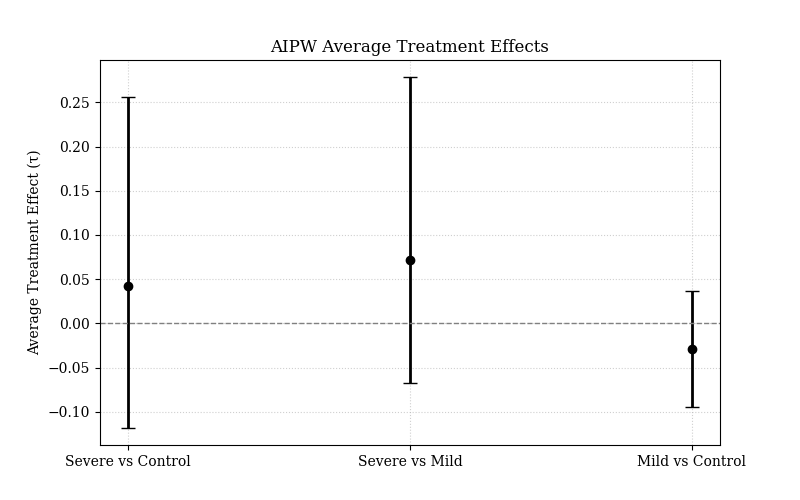 AIPW Average Treatment Effects
Average Treatment Effect (τ)
0.25
0.20
0.15
0.10
0.05
0.00
−0.05
−0.10
Severe vs Control
Severe vs Mild
Mild vs Control